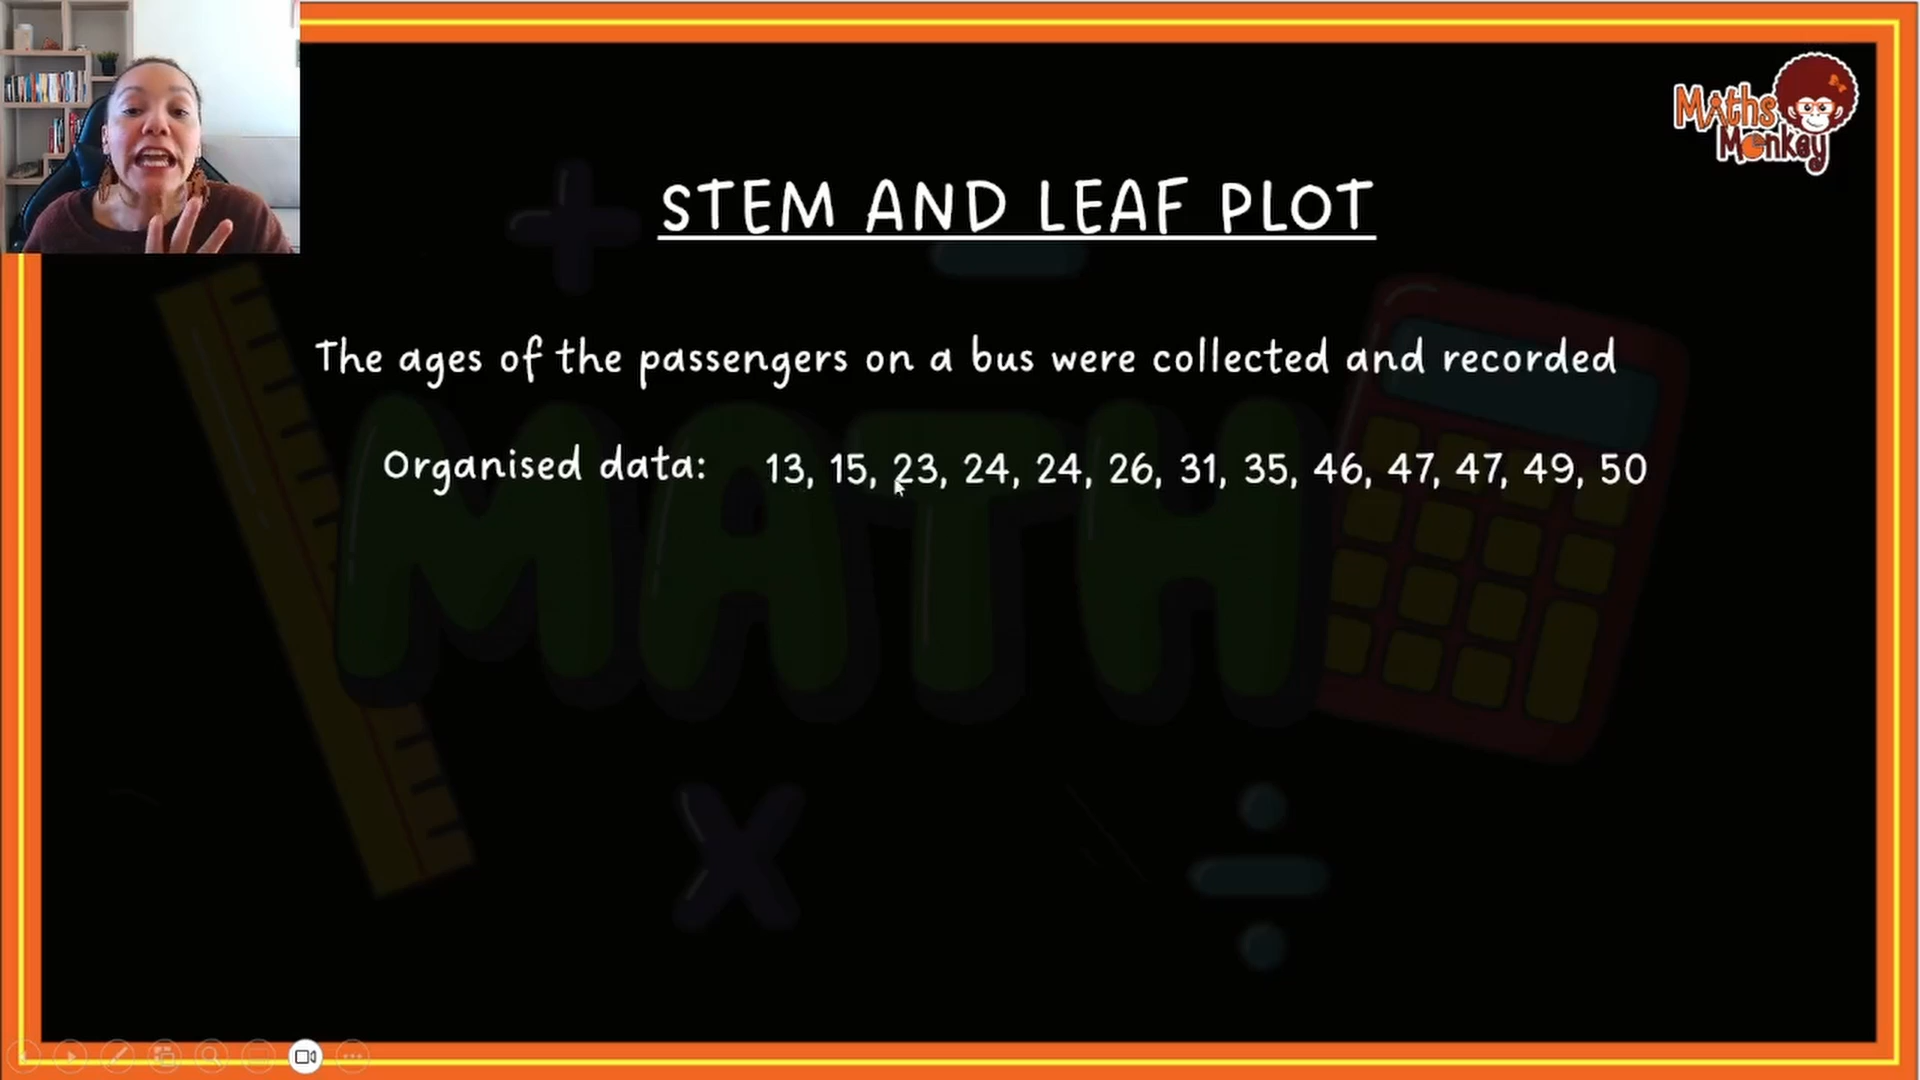 Maths
Monkey
STEM AND LEAF PLOT
The ages of the passengers on a bus were collected and recorded
Organised data: 13, 15, 23, 24, 24, 26, 31, 35, 46, 47, 47, 49, 50
MATH